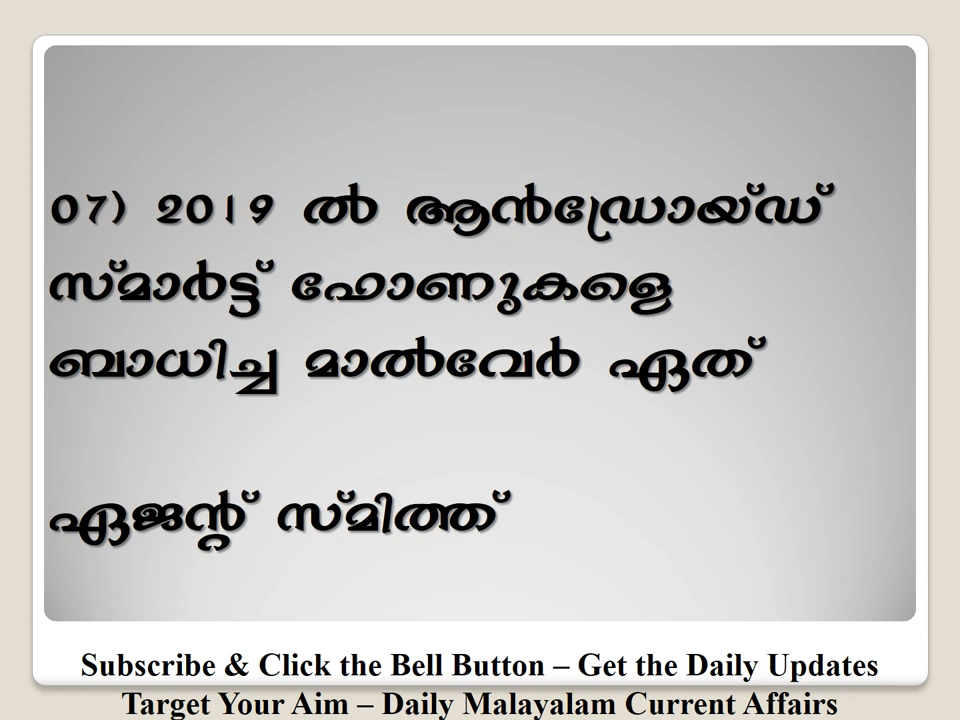 07) 2019 ൽ ആൻഡ്രോയ്ഡ്
സ്മാർട്ട് ഫോണുകളെ
ബാധിച്ച മാൽവേർ ഏത്
ഏജന്റ് സ്മിത്ത്
Subscribe & Click the Bell Button – Get the Daily Updates
Target Your Aim – Daily Malayalam Current Affairs